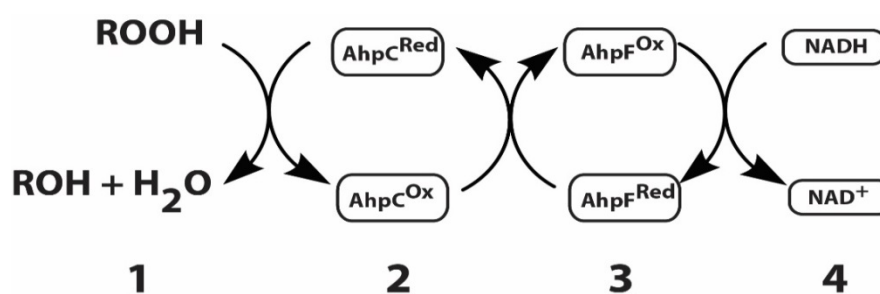 ROOH AhpC^Red AhpF^Ox NADH
ROH + H₂O AhpC^Ox AhpF^Red NAD⁺
1 2 3 4